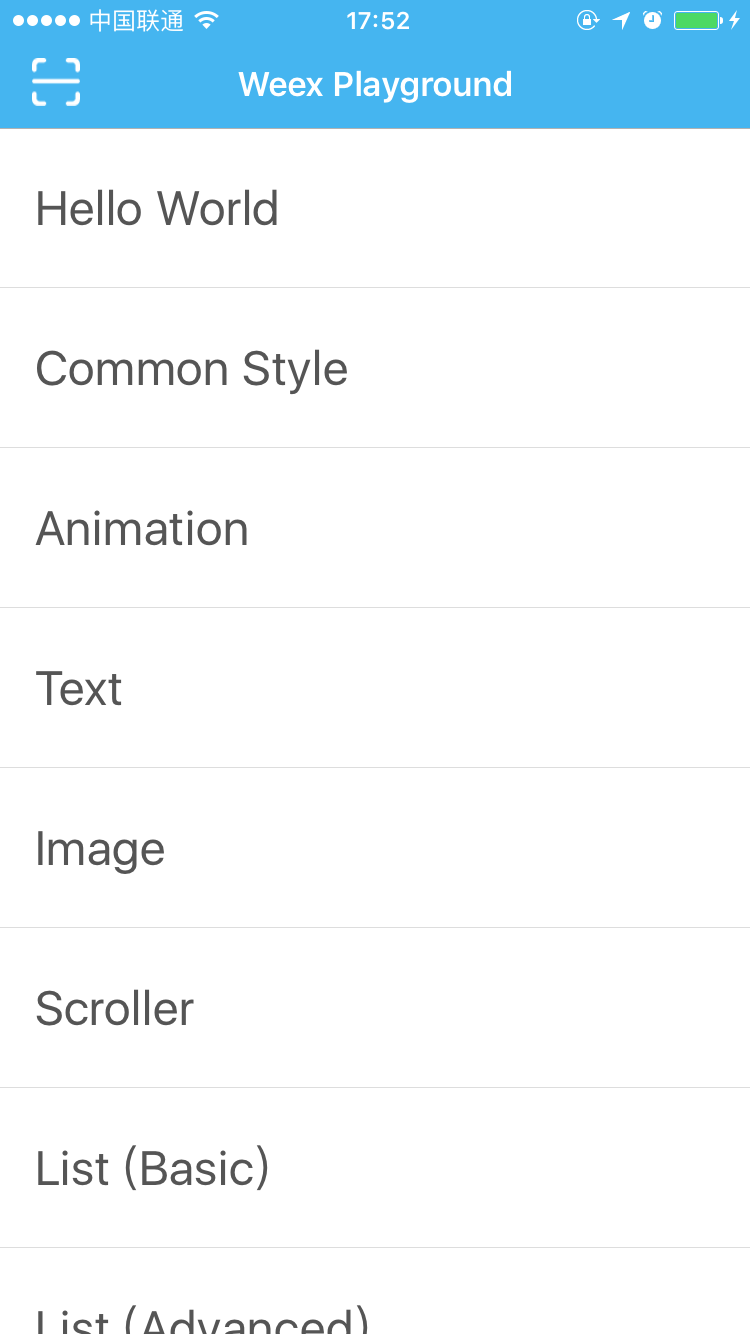 中国联通 17:52
Weex Playground
Hello World
Common Style
Animation
Text
Image
Scroller
List (Basic)
List (Advanced)